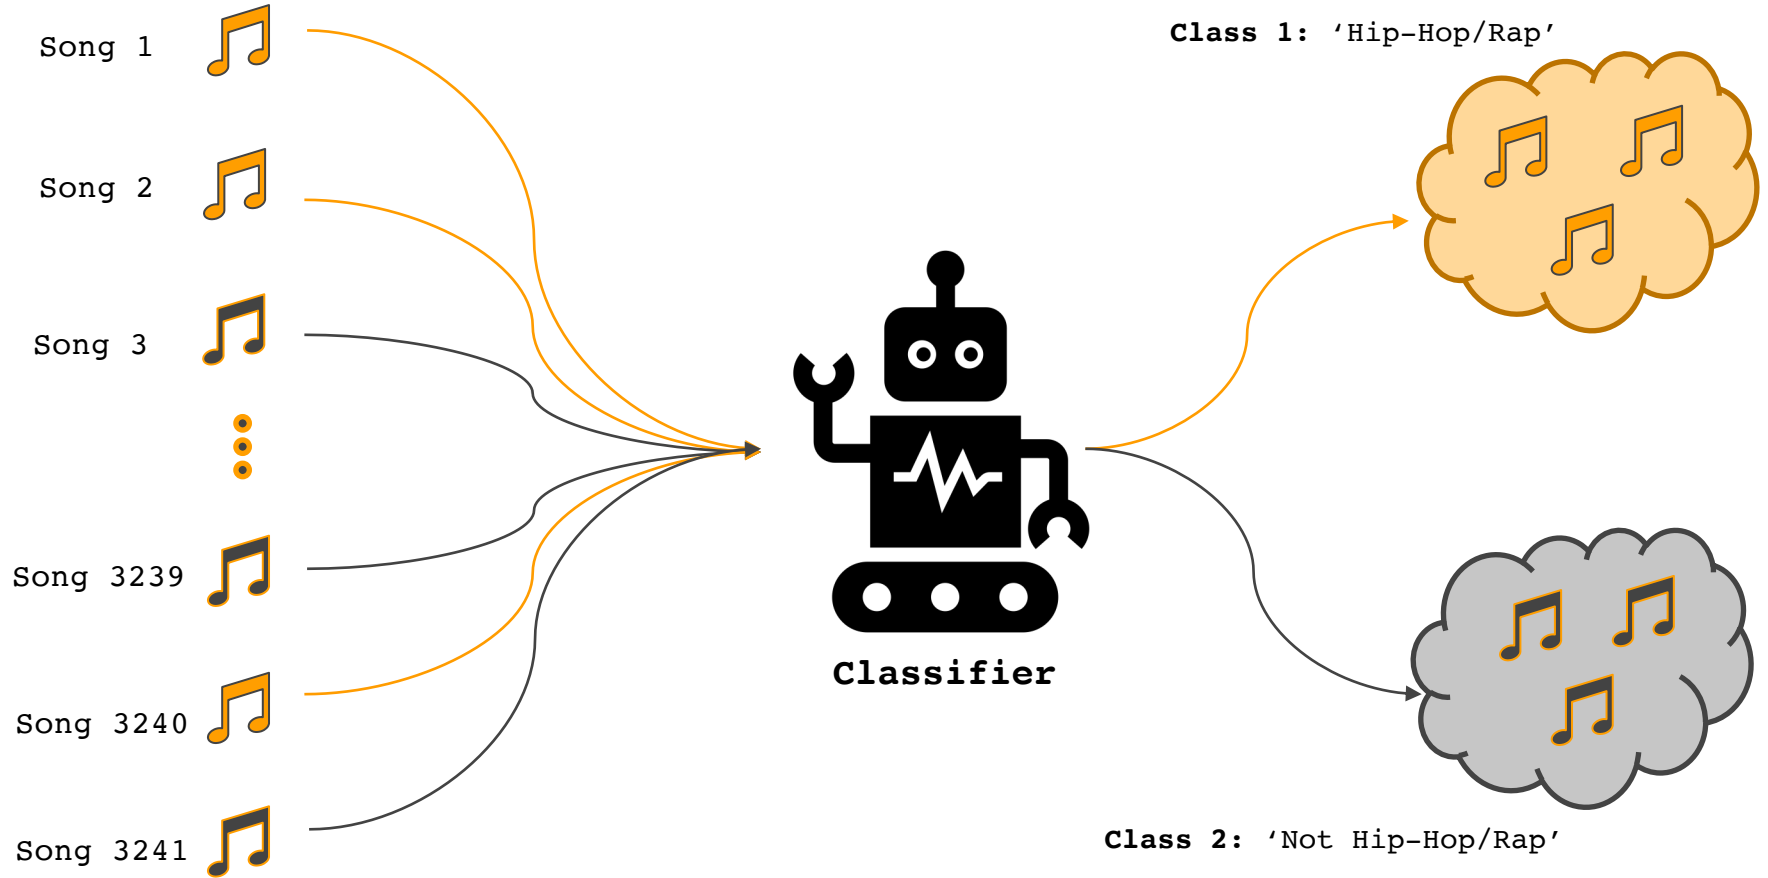 Song 1
Song 2
Song 3
Song 3239
Song 3240
Song 3241
Classifier
Class 1: ‘Hip-Hop/Rap’
Class 2: ‘Not Hip-Hop/Rap’